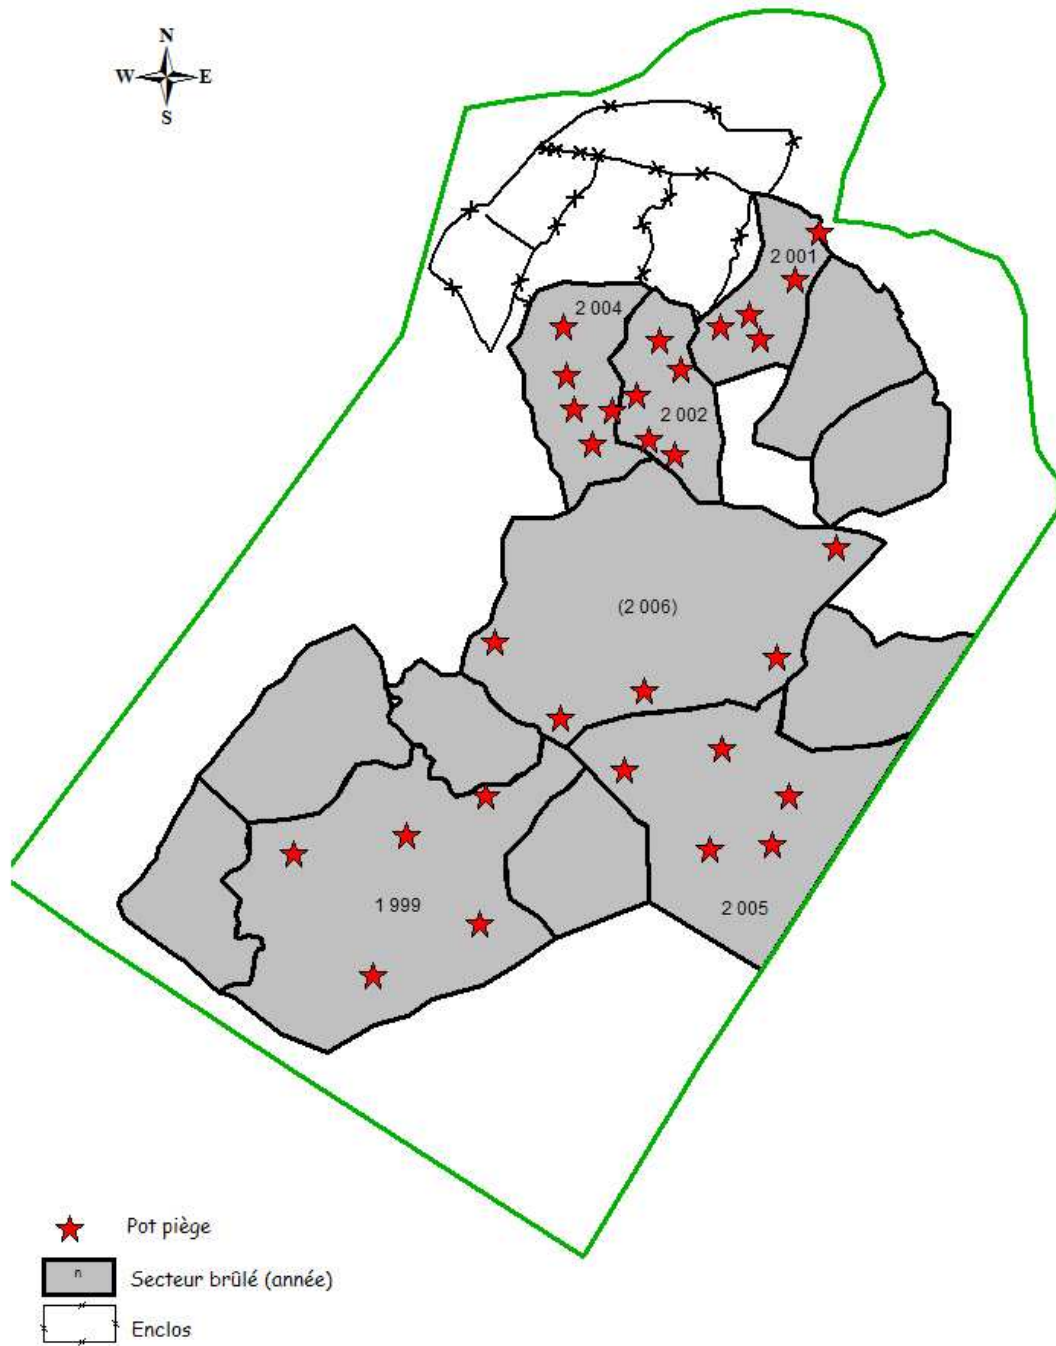 N
W E
S
2 001
2 004
2 002
(2 006)
1 999
2 005
Pot piège
n
Secteur brûlé (année)
Enclos